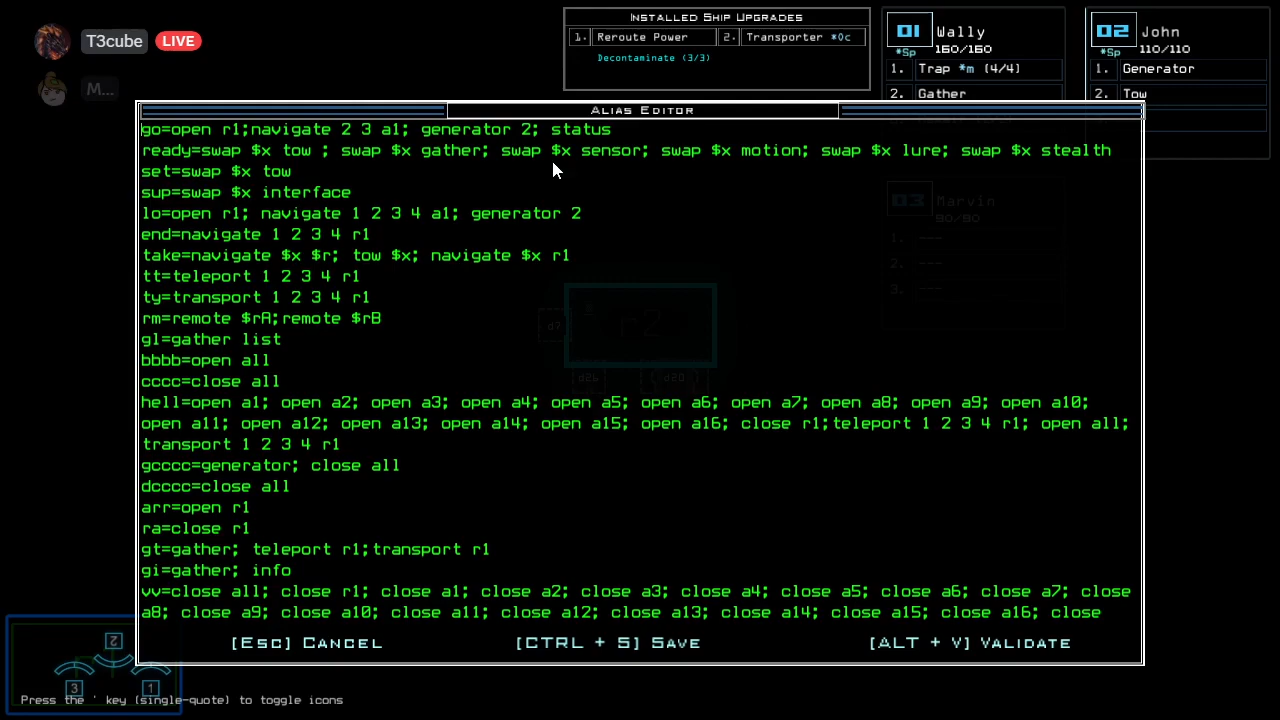 T3cube LIVE
M...
Installed Ship Upgrades
1. Reroute Power 2. Transporter *0c
Decontaminate (3/3)
01 Wally
*Sp 160/160
1. Trap *m (4/4)
2. Gather
02 John
*Sp 110/110
1. Generator
2. Tow
03 Marvin
90/90
1. ---
2. ---
3. ---
Alias Editor
go=open r1;navigate 2 3 a1; generator 2; status
ready=swap $x tow ; swap $x gather; swap $x sensor; swap $x motion; swap $x lure; swap $x stealth
set=swap $x tow
sup=swap $x interface
lo=open r1; navigate 1 2 3 4 a1; generator 2
end=navigate 1 2 3 4 r1
take=navigate $x $r; tow $x; navigate $x r1
tt=teleport 1 2 3 4 r1
ty=transport 1 2 3 4 r1
rm=remote $rA;remote $rB
gl=gather list
bbbb=open all
cccc=close all
hell=open a1; open a2; open a3; open a4; open a5; open a6; open a7; open a8; open a9; open a10;
open a11; open a12; open a13; open a14; open a15; open a16; close r1;teleport 1 2 3 4 r1; open all;
transport 1 2 3 4 r1
gcccc=generator; close all
dcccc=close all
arr=open r1
ra=close r1
gt=gather; teleport r1;transport r1
gi=gather; info
vv=close all; close r1; close a1; close a2; close a3; close a4; close a5; close a6; close a7; close
a8; close a9; close a10; close a11; close a12; close a13; close a14; close a15; close a16; close
[Esc] Cancel [CTRL + S] Save [ALT + V] Validate
r2
2
3 1
Press the ' key (single-quote) to toggle icons